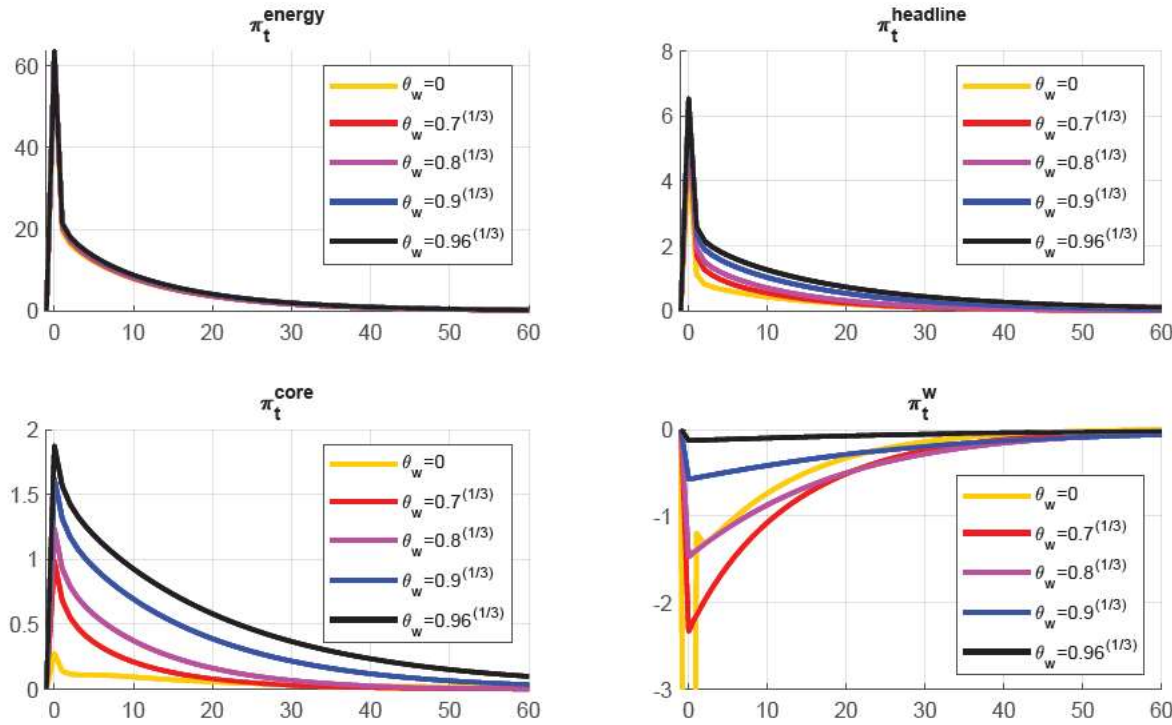 π_t^energy
60
40
20
0
0 10 20 30 40 50 60
θ_w=0
θ_w=0.7^(1/3)
θ_w=0.8^(1/3)
θ_w=0.9^(1/3)
θ_w=0.96^(1/3)
π_t^headline
8
6
4
2
0
0 10 20 30 40 50 60
θ_w=0
θ_w=0.7^(1/3)
θ_w=0.8^(1/3)
θ_w=0.9^(1/3)
θ_w=0.96^(1/3)
π_t^core
2
1.5
1
0.5
0
0 10 20 30 40 50 60
θ_w=0
θ_w=0.7^(1/3)
θ_w=0.8^(1/3)
θ_w=0.9^(1/3)
θ_w=0.96^(1/3)
π_t^w
0
-1
-2
-3
0 10 20 30 40 50 60
θ_w=0
θ_w=0.7^(1/3)
θ_w=0.8^(1/3)
θ_w=0.9^(1/3)
θ_w=0.96^(1/3)